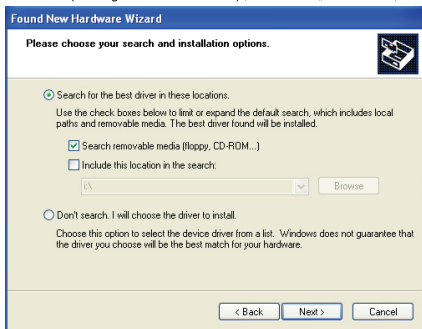 Found New Hardware Wizard
Please choose your search and installation options.
Search for the best driver in these locations.
Use the check boxes below to limit or expand the default search, which includes local
paths and removable media. The best driver found will be installed.
Search removable media (floppy, CD-ROM...)
Include this location in the search:
i:\
Browse
Don't search. I will choose the driver to install.
Choose this option to select the device driver from a list. Windows does not guarantee that
the driver you choose will be the best match for your hardware.
< Back
Next >
Cancel